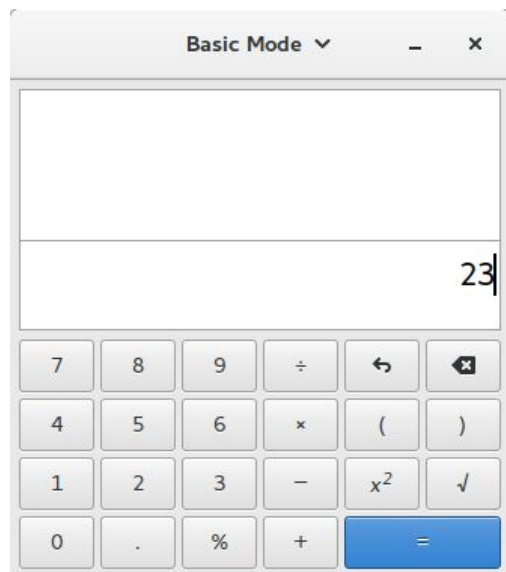 Basic Mode
23
7 8 9 ÷
4 5 6 × ( )
1 2 3 − x² √
0 . % + =